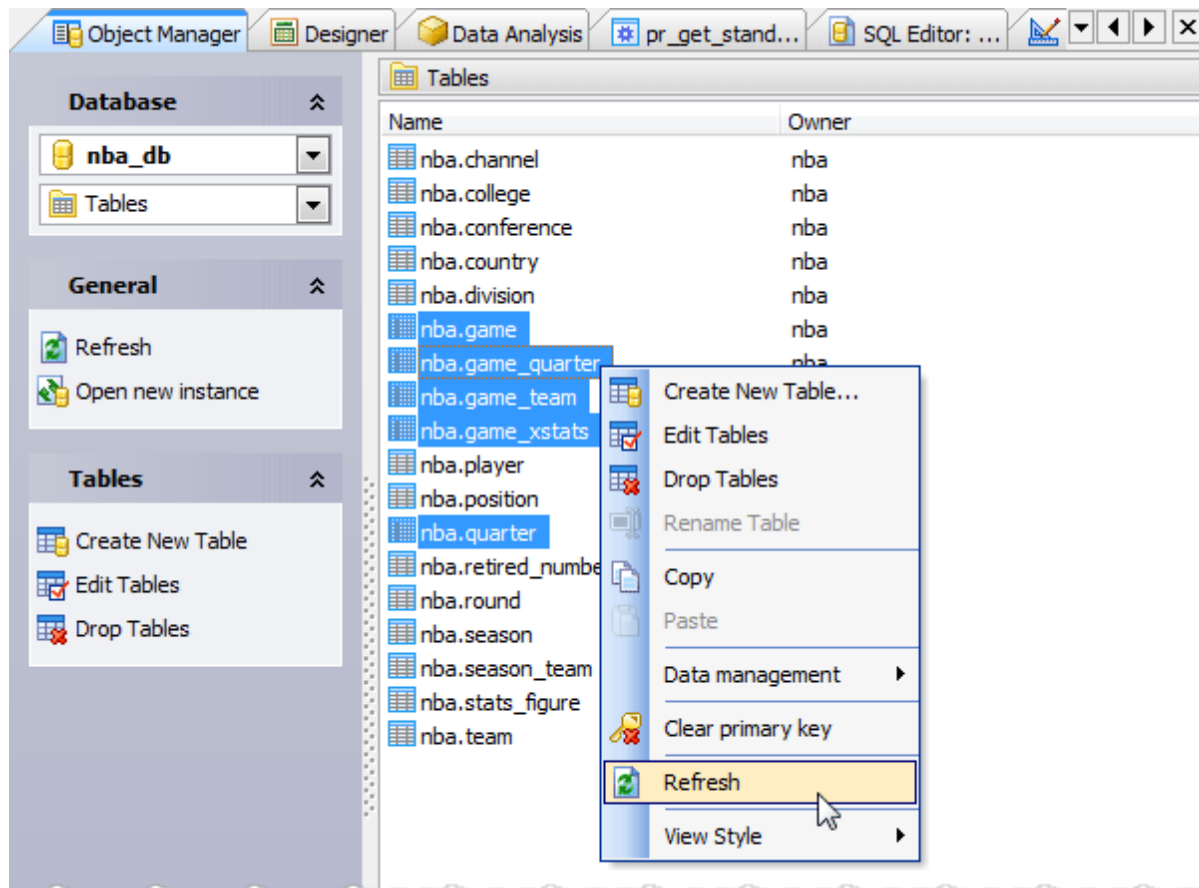 Object Manager Designer Data Analysis pr_get_stand... SQL Editor: ...
Database
nba_db
Tables
General
Refresh
Open new instance
Tables
Create New Table
Edit Tables
Drop Tables
Tables
Name Owner
nba.channel nba
nba.college nba
nba.conference nba
nba.country nba
nba.division nba
nba.game nba
nba.game_quarter nba
nba.game_team
nba.game_xstats
nba.player
nba.position
nba.quarter
nba.retired_numbe
nba.round
nba.season
nba.season_team
nba.stats_figure
nba.team
Create New Table...
Edit Tables
Drop Tables
Rename Table
Copy
Paste
Data management
Clear primary key
Refresh
View Style